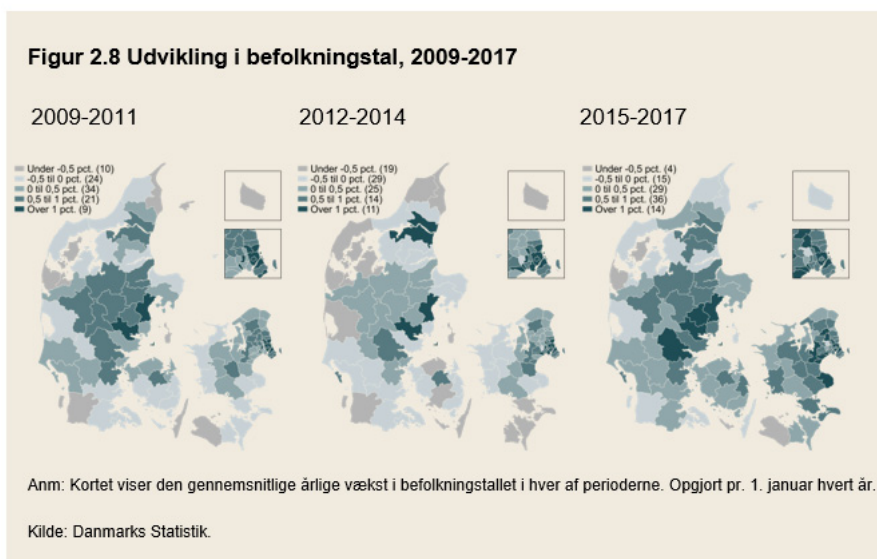 Figur 2.8 Udvikling i befolkningstal, 2009-2017
2009-2011
2012-2014
2015-2017
Under -0,5 pct. (10)
-0,5 til 0 pct. (24)
0 til 0,5 pct. (34)
0,5 til 1 pct. (21)
Over 1 pct. (9)
Under -0,5 pct. (19)
-0,5 til 0 pct. (29)
0 til 0,5 pct. (25)
0,5 til 1 pct. (14)
Over 1 pct. (11)
Under -0,5 pct. (4)
-0,5 til 0 pct. (15)
0 til 0,5 pct. (29)
0,5 til 1 pct. (36)
Over 1 pct. (14)
Anm: Kortet viser den gennemsnitlige årlige vækst i befolkningstallet i hver af perioderne. Opgjort pr. 1. januar hvert år.
Kilde: Danmarks Statistik.